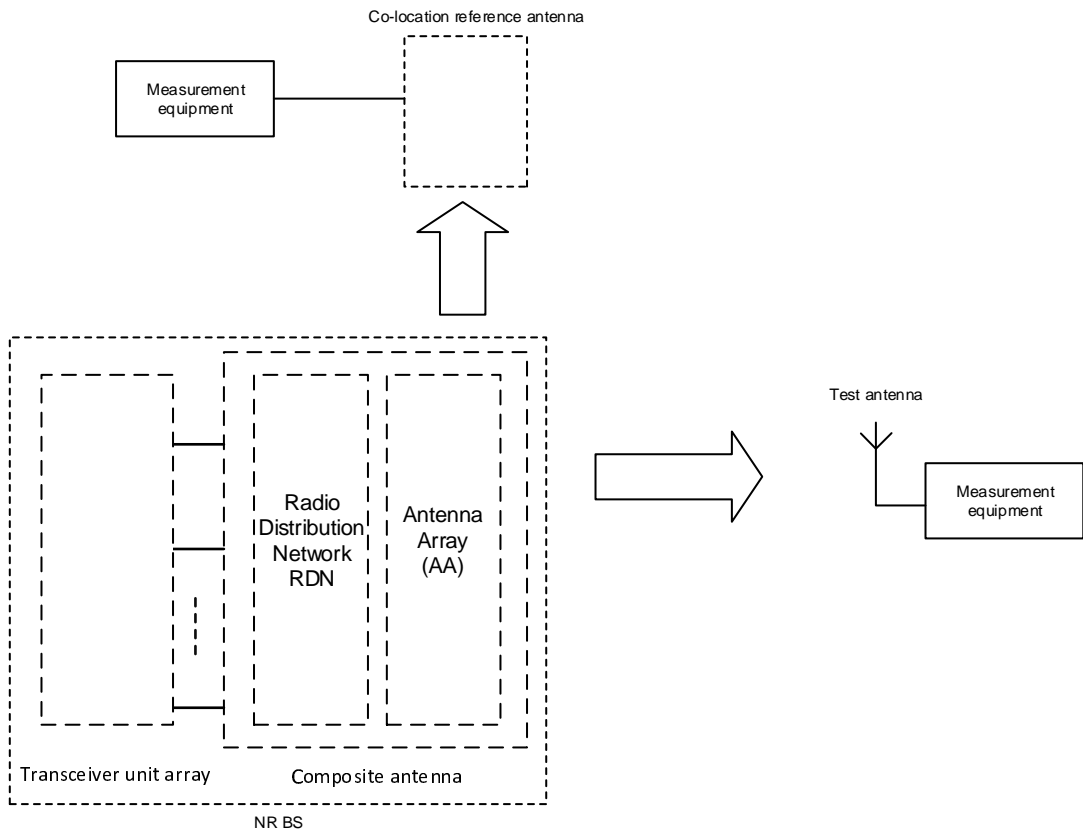 Co-location reference antenna
Measurement
equipment
Test antenna
Measurement
equipment
Radio
Distribution
Network
RDN
Antenna
Array
(AA)
Transceiver unit array
Composite antenna
NR BS